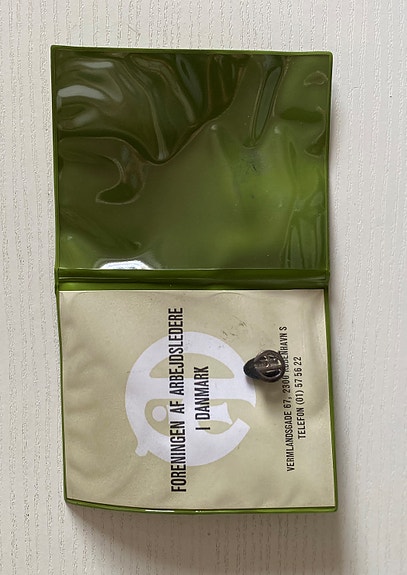 FORENINGEN AF ARBEJDSLEDERE
I DANMARK
VERMLANDSGADE 67, 2300 KØBENHAVN S
TELEFON (01) 57 56 22